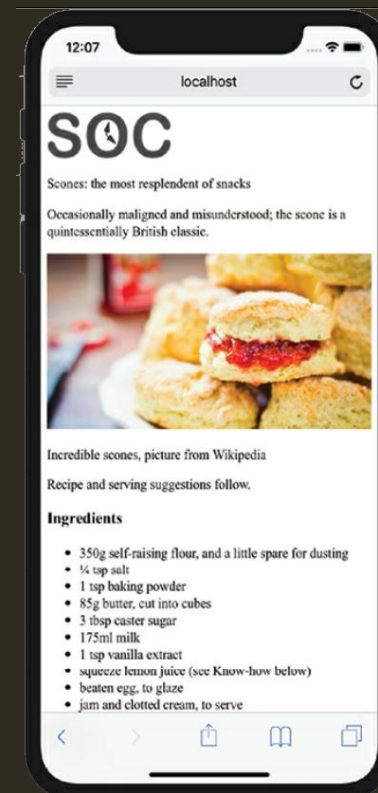 12:07
localhost
SOC
Scones: the most resplendent of snacks
Occasionally maligned and misunderstood; the scone is a
quintessentially British classic.
Incredible scones, picture from Wikipedia
Recipe and serving suggestions follow.
Ingredients
• 350g self-raising flour, and a little spare for dusting
• ¼ tsp salt
• 1 tsp baking powder
• 85g butter, cut into cubes
• 3 tbsp caster sugar
• 175ml milk
• 1 tsp vanilla extract
• squeeze lemon juice (see Know-how below)
• beaten egg, to glaze
• jam and clotted cream, to serve